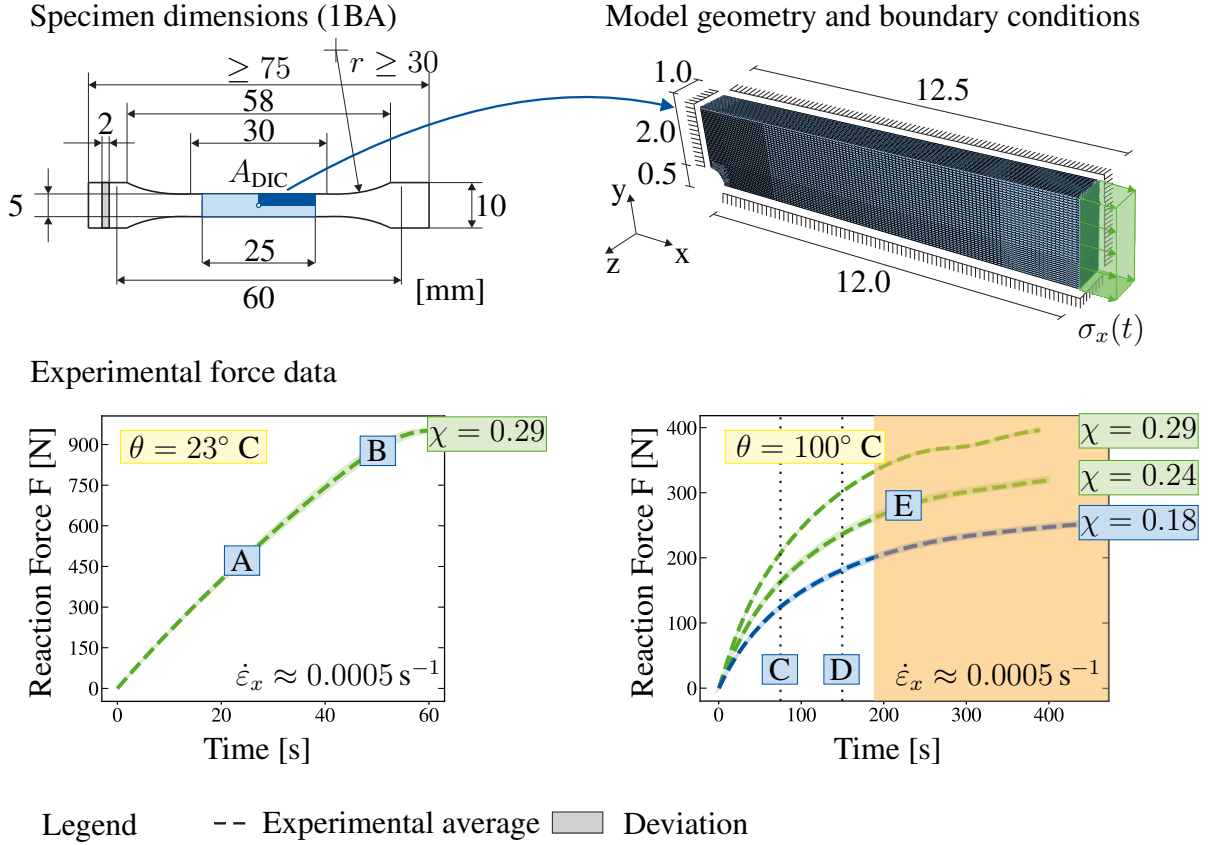 Specimen dimensions (1BA)
≥ 75
r ≥ 30
58
2
30
A_DIC
5
10
25
60
[mm]
Model geometry and boundary conditions
1.0
12.5
2.0
0.5
y
x
z
12.0
σ_x(t)
Experimental force data
Reaction Force F [N]
900
750
600
450
300
150
0
θ = 23° C
B
χ = 0.29
A
ε̇_x ≈ 0.0005 s⁻¹
0 20 40 60
Time [s]
Reaction Force F [N]
400
300
200
100
0
θ = 100° C
χ = 0.29
χ = 0.24
E
χ = 0.18
C
D
ε̇_x ≈ 0.0005 s⁻¹
0 100 200 300 400
Time [s]
Legend
Experimental average
Deviation